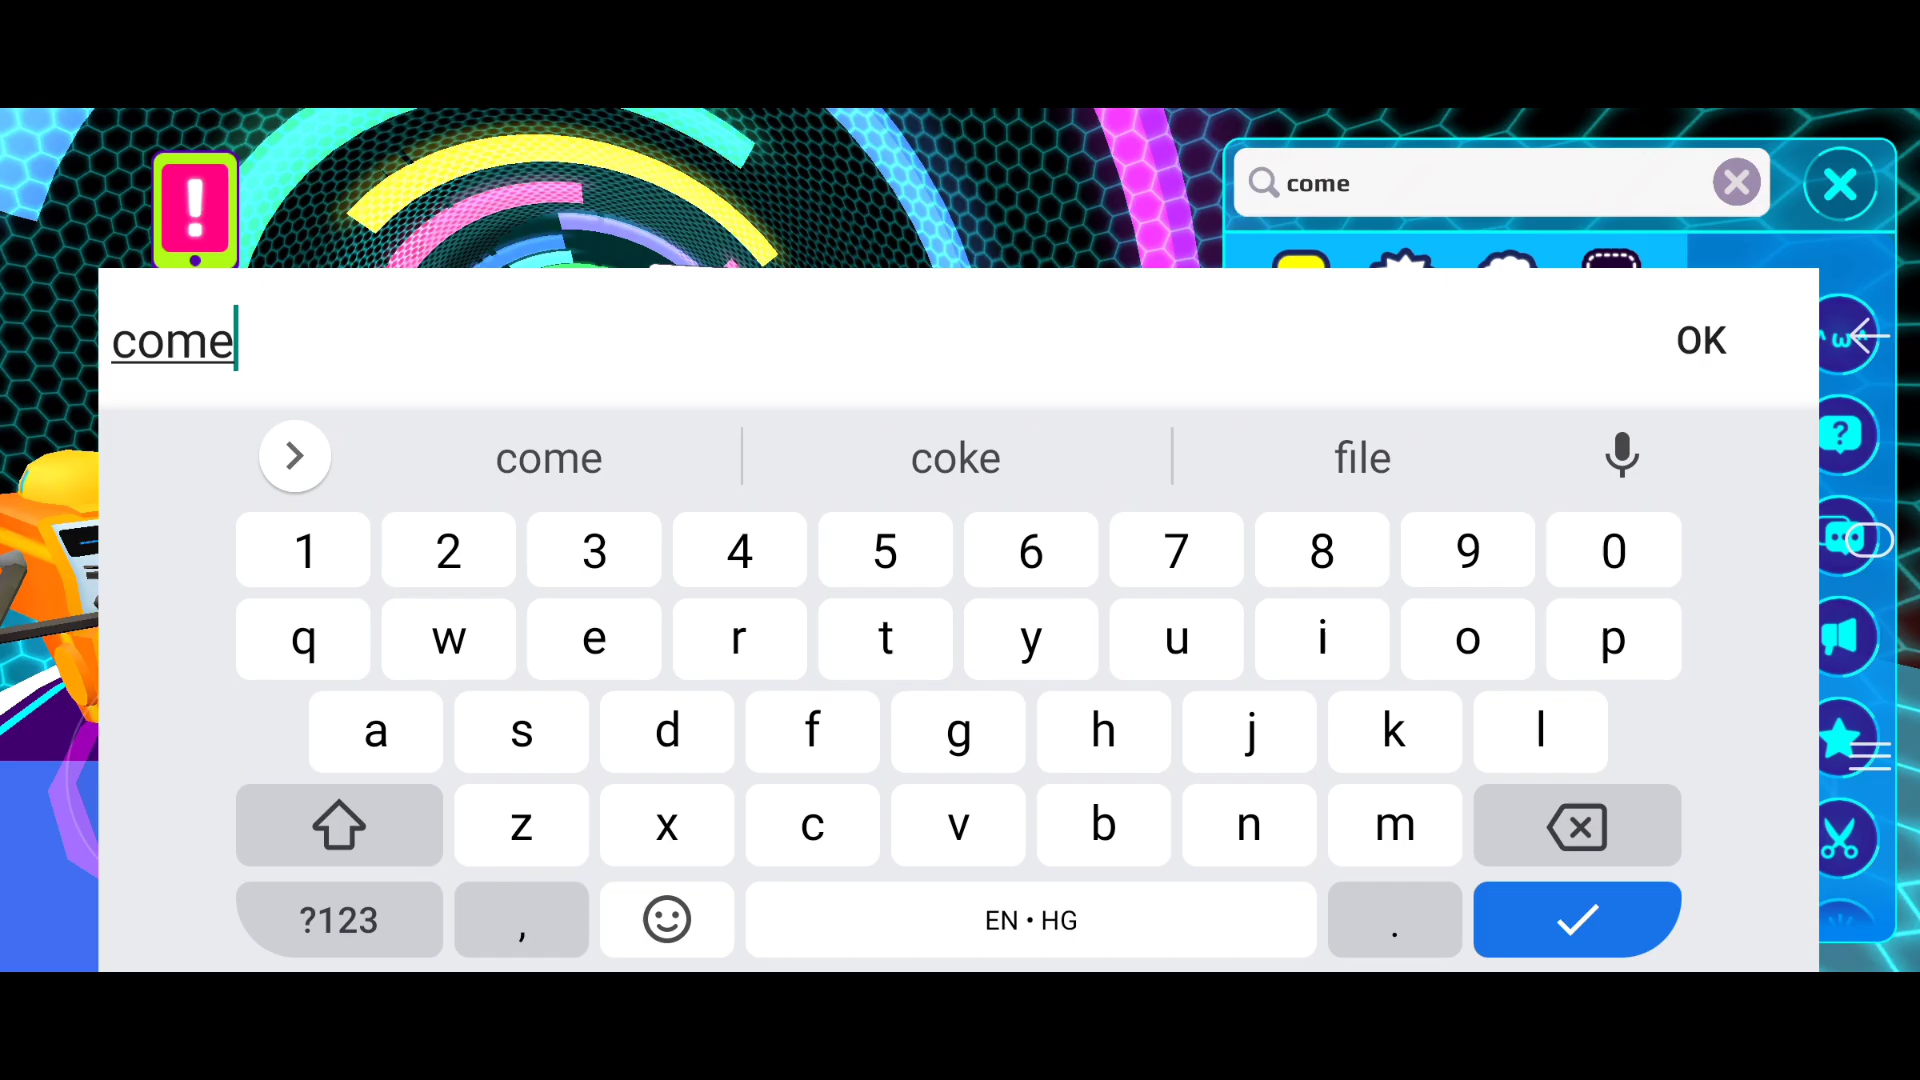 come
come
OK
come coke file
1 2 3 4 5 6 7 8 9 0
q w e r t y u i o p
a s d f g h j k l
z x c v b n m
?123 , EN • HG .